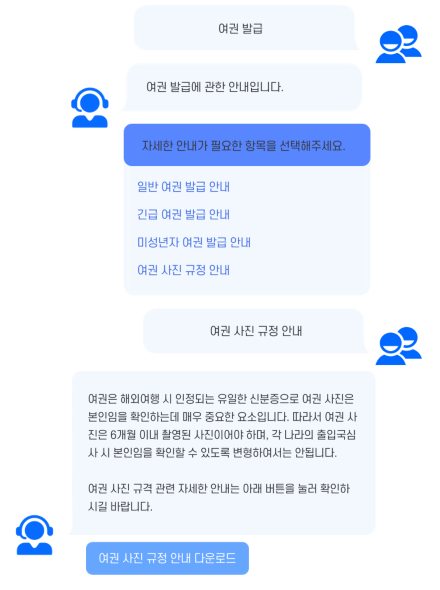 여권 발급
여권 발급에 관한 안내입니다.
자세한 안내가 필요한 항목을 선택해주세요.
일반 여권 발급 안내
긴급 여권 발급 안내
미성년자 여권 발급 안내
여권 사진 규정 안내
여권 사진 규정 안내
여권은 해외여행 시 인정되는 유일한 신분증으로 여권 사진은
본인임을 확인하는데 매우 중요한 요소입니다. 따라서 여권 사
진은 6개월 이내 촬영된 사진이어야 하며, 각 나라의 출입국심
사 시 본인임을 확인할 수 있도록 변형하여서는 안됩니다.
여권 사진 규격 관련 자세한 안내는 아래 버튼을 눌러 확인하
시길 바랍니다.
여권 사진 규정 안내 다운로드